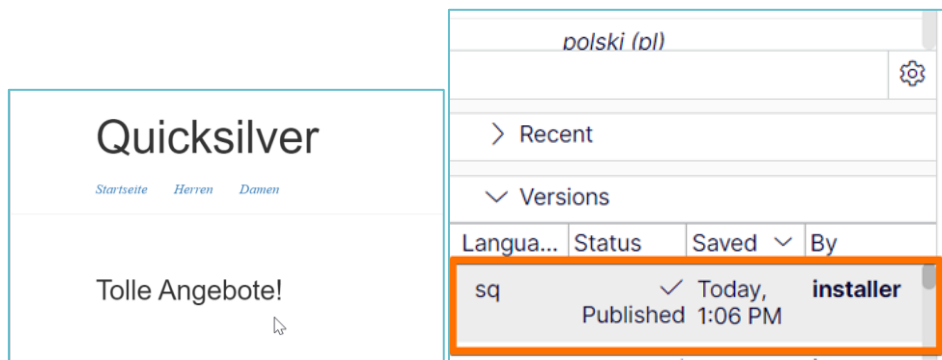 Quicksilver
Startseite Herren Damen
Tolle Angebote!
polski (pl)
Recent
Versions
Langua... Status Saved By
sq Published Today, 1:06 PM installer